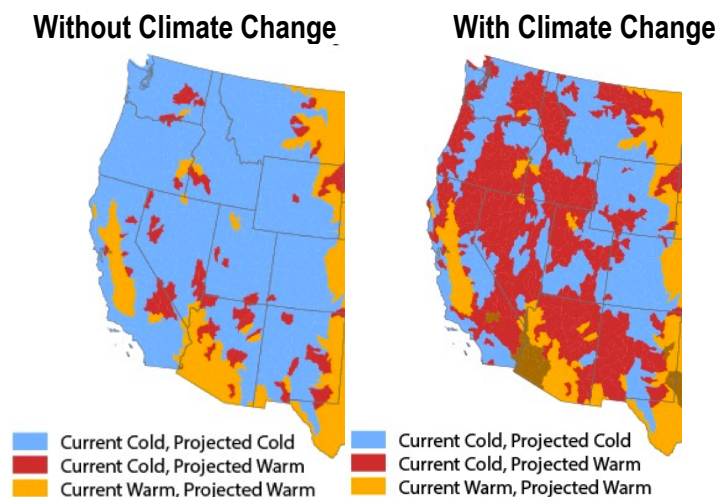 Without Climate Change
With Climate Change
Current Cold, Projected Cold
Current Cold, Projected Warm
Current Warm, Projected Warm
Current Cold, Projected Cold
Current Cold, Projected Warm
Current Warm, Projected Warm